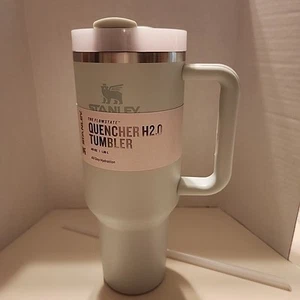 STANLEY
THE FLOWSTATE™
QUENCHER H2.0
TUMBLER